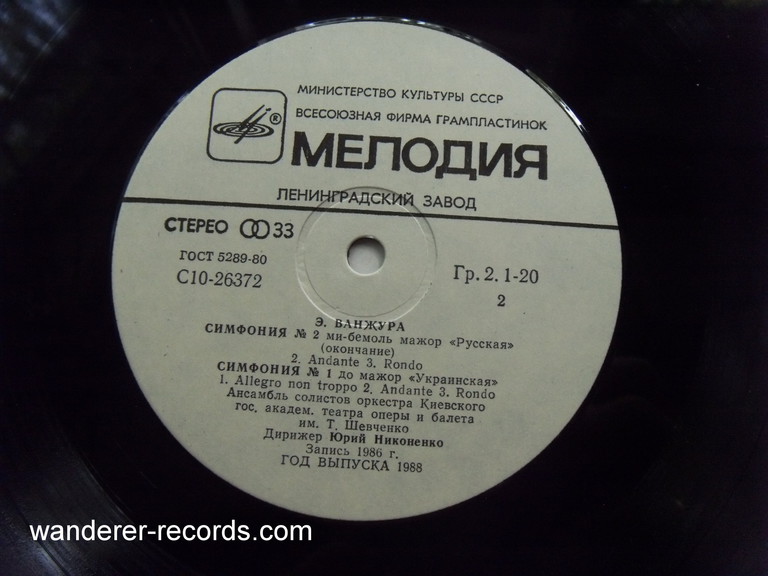 МИНИСТЕРСТВО КУЛЬТУРЫ СССР
ВСЕСОЮЗНАЯ ФИРМА ГРАМПЛАСТИНОК
®
МЕЛОДИЯ
ЛЕНИНГРАДСКИЙ ЗАВОД
СТЕРЕО 33
ГОСТ 5289-80
С10-26372
Гр. 2. 1-20
2
Э. ВАНЖУРА
СИМФОНИЯ № 2 ми-бемоль мажор «Русская»
(окончание)
2. Andante 3. Rondo
СИМФОНИЯ № 1 до мажор «Украинская»
1. Allegro non troppo 2. Andante 3. Rondo
Ансамбль солистов оркестра Киевского
гос. академ. театра оперы и балета
им. Т. Шевченко
Дирижер Юрий Никоненко
Запись 1986 г.
ГОД ВЫПУСКА 1988
wanderer-records.com